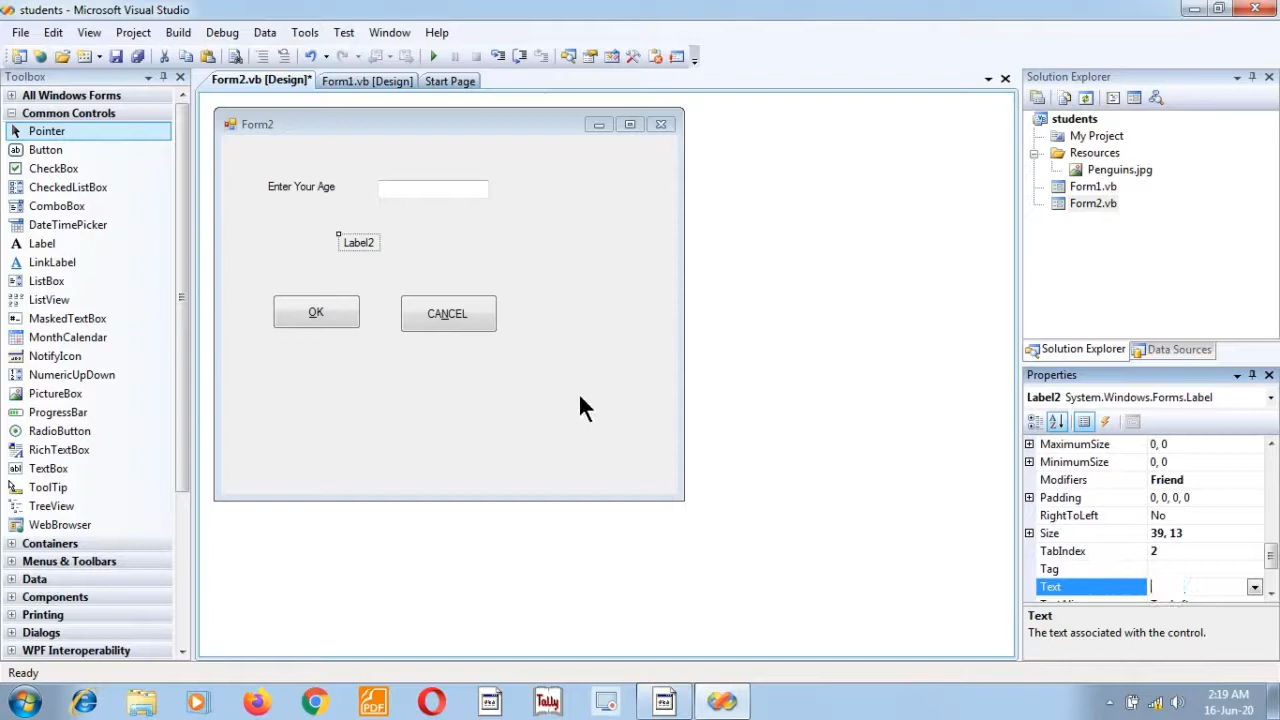 students - Microsoft Visual Studio
File Edit View Project Build Debug Data Tools Test Window Help
Toolbox
All Windows Forms
Common Controls
Pointer
Button
CheckBox
CheckedListBox
ComboBox
DateTimePicker
Label
LinkLabel
ListBox
ListView
MaskedTextBox
MonthCalendar
NotifyIcon
NumericUpDown
PictureBox
ProgressBar
RadioButton
RichTextBox
TextBox
ToolTip
TreeView
WebBrowser
Containers
Menus & Toolbars
Data
Components
Printing
Dialogs
WPF Interoperability
Form2.vb [Design]* Form1.vb [Design] Start Page
Form2
Enter Your Age
Label2
OK CANCEL
Solution Explorer
students
My Project
Resources
Penguins.jpg
Form1.vb
Form2.vb
Solution Explorer Data Sources
Properties
Label2 System.Windows.Forms.Label
MaximumSize 0, 0
MinimumSize 0, 0
Modifiers Friend
Padding 0, 0, 0, 0
RightToLeft No
Size 39, 13
TabIndex 2
Tag
Text
Text
The text associated with the control.
Ready
PDF Tally
2:19 AM
16-Jun-20